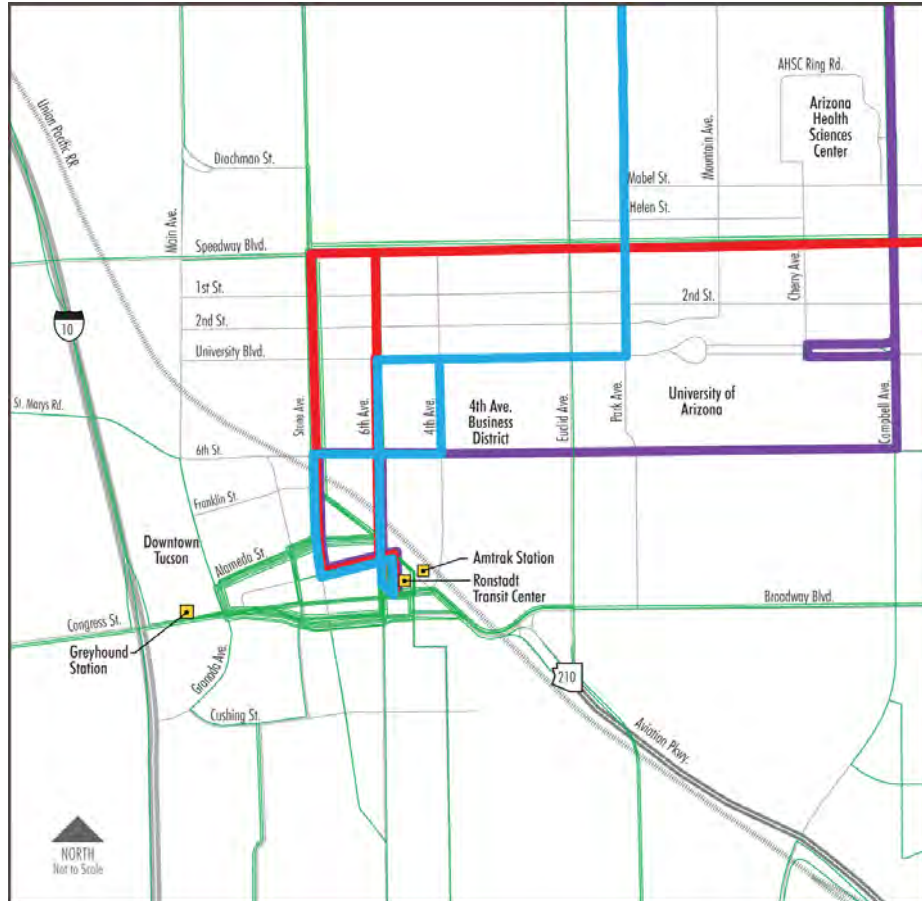 AHSC Ring Rd.
Arizona
Health
Sciences
Center
Union Pacific RR
Mountain Ave.
Drachman St.
Mabel St.
Helen St.
Main Ave.
Speedway Blvd.
Cherry Ave.
1st St.
2nd St.
2nd St.
10
University Blvd.
St. Marys Rd.
Stone Ave.
6th Ave.
4th Ave.
4th Ave.
Business
District
Euclid Ave.
Park Ave.
University of
Arizona
Campbell Ave.
6th St.
Franklin St.
Downtown
Tucson
Alameda St.
Amtrak Station
Ronstadt
Transit Center
Broadway Blvd.
Congress St.
Greyhound
Station
Granada Ave.
210
Cushing St.
Aviation Pkwy.
NORTH
Not to Scale